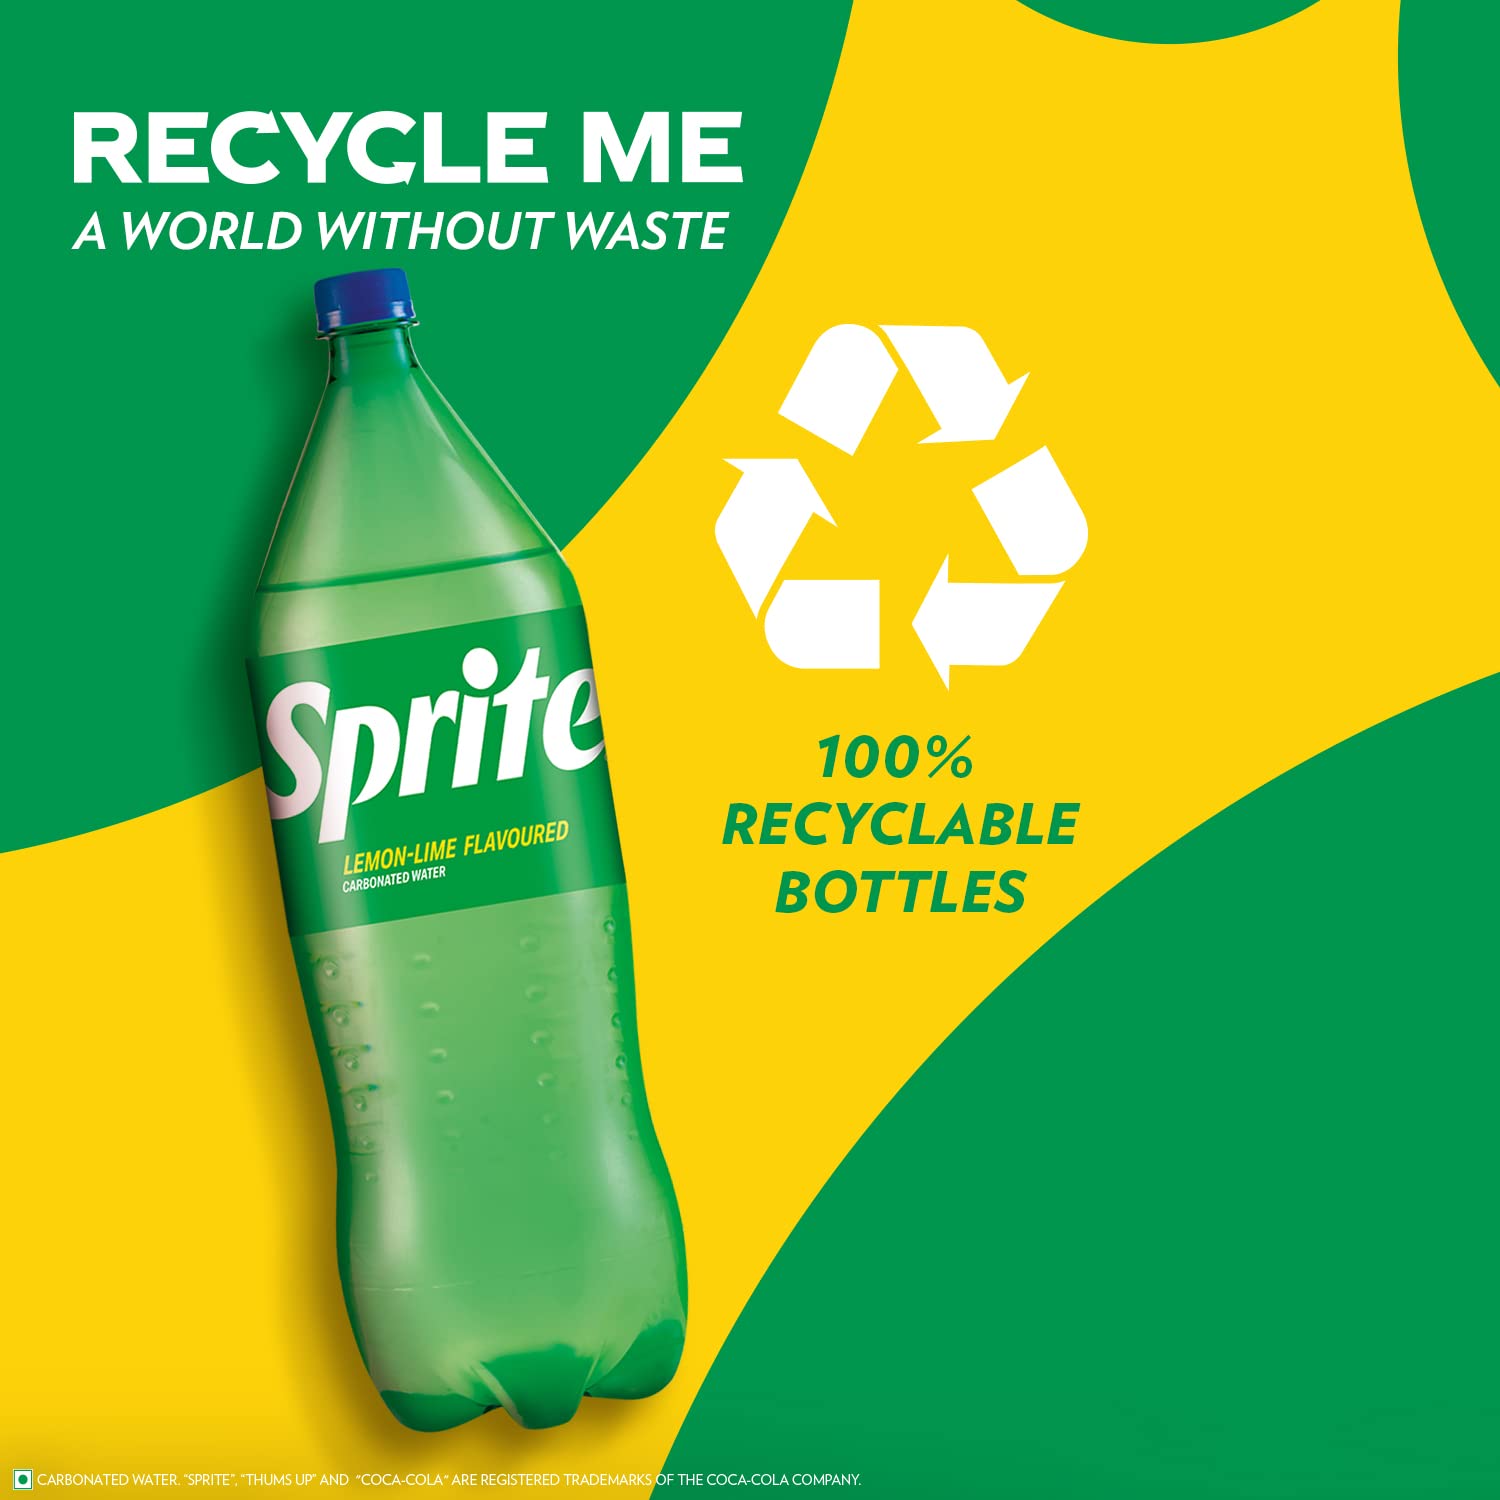 RECYCLE ME
A WORLD WITHOUT WASTE
Sprite
LEMON-LIME FLAVOURED
CARBONATED WATER
100%
RECYCLABLE
BOTTLES
CARBONATED WATER. "SPRITE", "THUMS UP" AND "COCA-COLA" ARE REGISTERED TRADEMARKS OF THE COCA-COLA COMPANY.